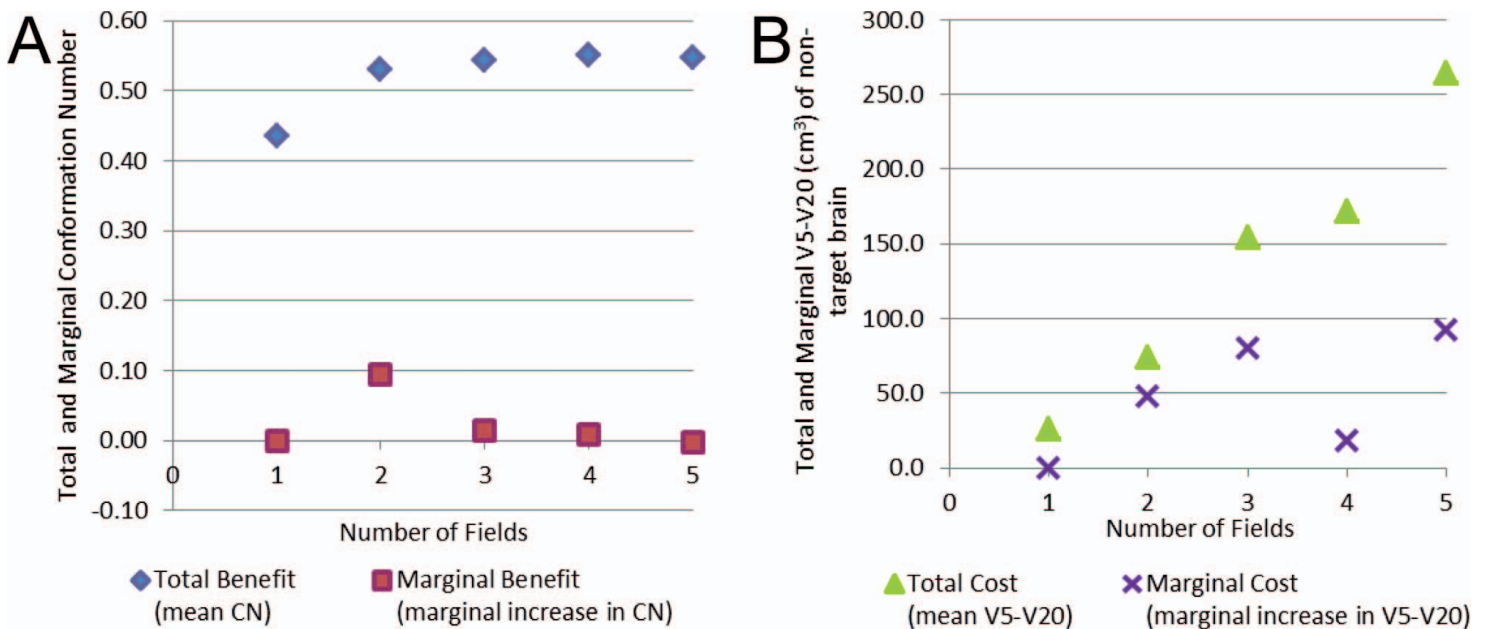 A
Total and Marginal Conformation Number
0.60
0.50
0.40
0.30
0.20
0.10
0.00
-0.10
0 1 2 3 4 5
Number of Fields
Total Benefit
(mean CN)
Marginal Benefit
(marginal increase in CN)
B
Total and Marginal V5-V20 (cm³) of non-
target brain
300.0
250.0
200.0
150.0
100.0
50.0
0.0
0 1 2 3 4 5
Number of Fields
Total Cost
(mean V5-V20)
Marginal Cost
(marginal increase in V5-V20)